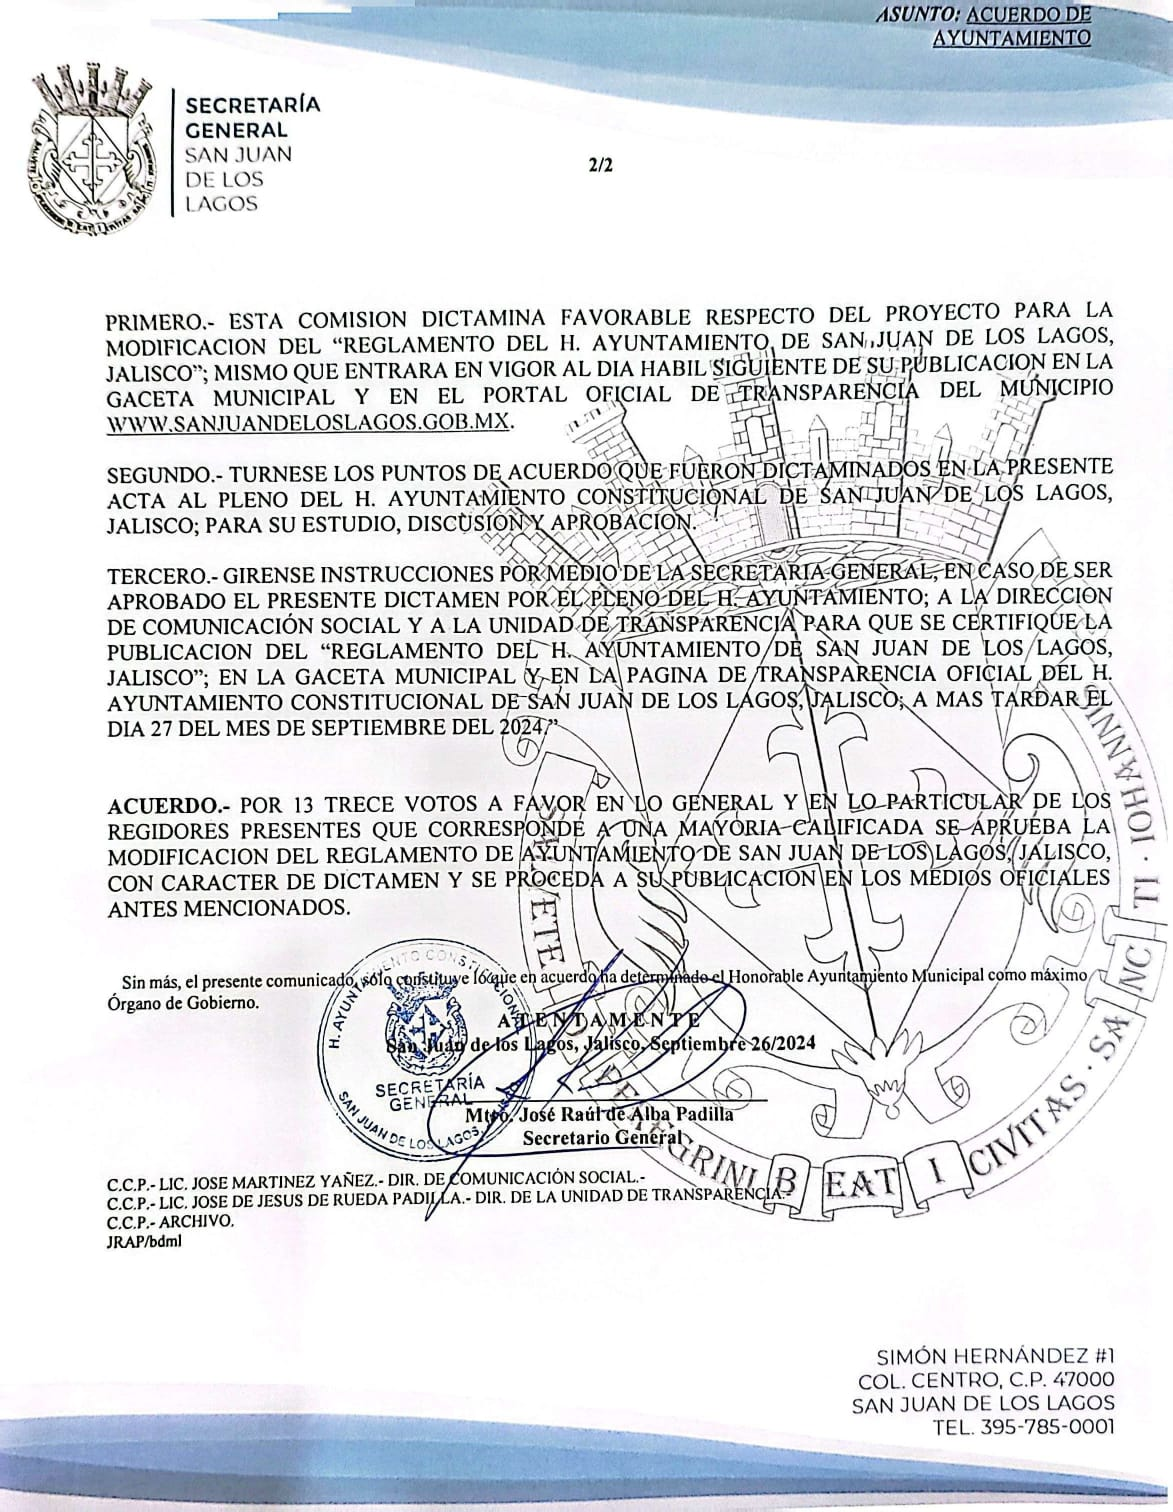 ASUNTO: ACUERDO DE
AYUNTAMIENTO
SECRETARÍA
GENERAL
SAN JUAN
DE LOS
LAGOS
2/2
PRIMERO.- ESTA COMISION DICTAMINA FAVORABLE RESPECTO DEL PROYECTO PARA LA
MODIFICACION DEL “REGLAMENTO DEL H. AYUNTAMIENTO DE SAN JUAN DE LOS LAGOS,
JALISCO”; MISMO QUE ENTRARA EN VIGOR AL DIA HABIL SIGUIENTE DE SU PUBLICACION EN LA
GACETA MUNICIPAL Y EN EL PORTAL OFICIAL DE TRANSPARENCIA DEL MUNICIPIO
WWW.SANJUANDELOSLAGOS.GOB.MX.
SEGUNDO.- TURNESE LOS PUNTOS DE ACUERDO QUE FUERON DICTAMINADOS EN LA PRESENTE
ACTA AL PLENO DEL H. AYUNTAMIENTO CONSTITUCIONAL DE SAN JUAN DE LOS LAGOS,
JALISCO; PARA SU ESTUDIO, DISCUSION Y APROBACION.
TERCERO.- GIRENSE INSTRUCCIONES POR MEDIO DE LA SECRETARIA GENERAL, EN CASO DE SER
APROBADO EL PRESENTE DICTAMEN POR EL PLENO DEL H. AYUNTAMIENTO; A LA DIRECCION
DE COMUNICACIÓN SOCIAL Y A LA UNIDAD DE TRANSPARENCIA PARA QUE SE CERTIFIQUE LA
PUBLICACION DEL “REGLAMENTO DEL H. AYUNTAMIENTO DE SAN JUAN DE LOS LAGOS,
JALISCO”; EN LA GACETA MUNICIPAL Y EN LA PAGINA DE TRANSPARENCIA OFICIAL DEL H.
AYUNTAMIENTO CONSTITUCIONAL DE SAN JUAN DE LOS LAGOS, JALISCO; A MAS TARDAR EL
DIA 27 DEL MES DE SEPTIEMBRE DEL 2024.”
ACUERDO.- POR 13 TRECE VOTOS A FAVOR EN LO GENERAL Y EN LO PARTICULAR DE LOS
REGIDORES PRESENTES QUE CORRESPONDE A UNA MAYORIA CALIFICADA SE APRUEBA LA
MODIFICACION DEL REGLAMENTO DE AYUNTAMIENTO DE SAN JUAN DE LOS LAGOS, JALISCO,
CON CARACTER DE DICTAMEN Y SE PROCEDA A SU PUBLICACION EN LOS MEDIOS OFICIALES
ANTES MENCIONADOS.
Sin más, el presente comunicado, sólo constituye lo que en acuerdo ha determinado el Honorable Ayuntamiento Municipal como máximo
Órgano de Gobierno.
A T E N T A M E N T E
San Juan de los Lagos, Jalisco, Septiembre 26/2024
H. AYUNTAMIENTO CONSTITUCIONAL
SECRETARÍA
GENERAL
SAN JUAN DE LOS LAGOS, JALISCO
Mtro. José Raúl de Alba Padilla
Secretario General
SALVETE PEREGRINI BEATI CIVITAS · SANCTI · IOHANNIS
C.C.P.- LIC. JOSE MARTINEZ YAÑEZ.- DIR. DE COMUNICACIÓN SOCIAL.-
C.C.P.- LIC. JOSE DE JESUS DE RUEDA PADILLA.- DIR. DE LA UNIDAD DE TRANSPARENCIA.-
C.C.P.- ARCHIVO.
JRAP/bdml
SIMÓN HERNÁNDEZ #1
COL. CENTRO, C.P. 47000
SAN JUAN DE LOS LAGOS
TEL. 395-785-0001